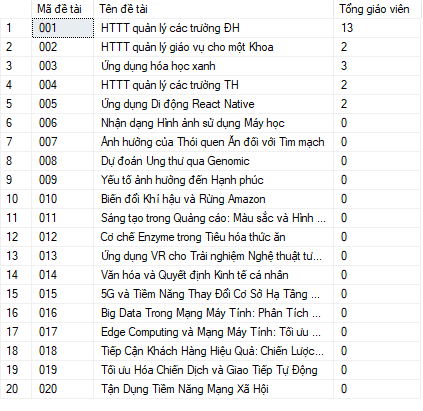 Mã đề tài Tên đề tài Tổng giáo viên
1 001 HTTT quản lý các trường ĐH 13
2 002 HTTT quản lý giáo vụ cho một Khoa 2
3 003 Ứng dụng hóa học xanh 3
4 004 HTTT quản lý các trường TH 2
5 005 Ứng dụng Di động React Native 2
6 006 Nhận dạng Hình ảnh sử dụng Máy học 0
7 007 Ảnh hưởng của Thói quen Ăn đối với Tim mạch 0
8 008 Dự đoán Ung thư qua Genomic 0
9 009 Yếu tố ảnh hưởng đến Hạnh phúc 0
10 010 Biến đổi Khí hậu và Rừng Amazon 0
11 011 Sáng tạo trong Quảng cáo: Màu sắc và Hình ... 0
12 012 Cơ chế Enzyme trong Tiêu hóa thức ăn 0
13 013 Ứng dụng VR cho Trải nghiệm Nghệ thuật tư... 0
14 014 Văn hóa và Quyết định Kinh tế cá nhân 0
15 015 5G và Tiềm Năng Thay Đổi Cơ Sở Hạ Tầng ... 0
16 016 Big Data Trong Mạng Máy Tính: Phân Tích ... 0
17 017 Edge Computing và Mạng Máy Tính: Tối ưu ... 0
18 018 Tiếp Cận Khách Hàng Hiệu Quả: Chiến Lược... 0
19 019 Tối ưu Hóa Chiến Dịch và Giao Tiếp Tự Động 0
20 020 Tận Dụng Tiềm Năng Mạng Xã Hội 0